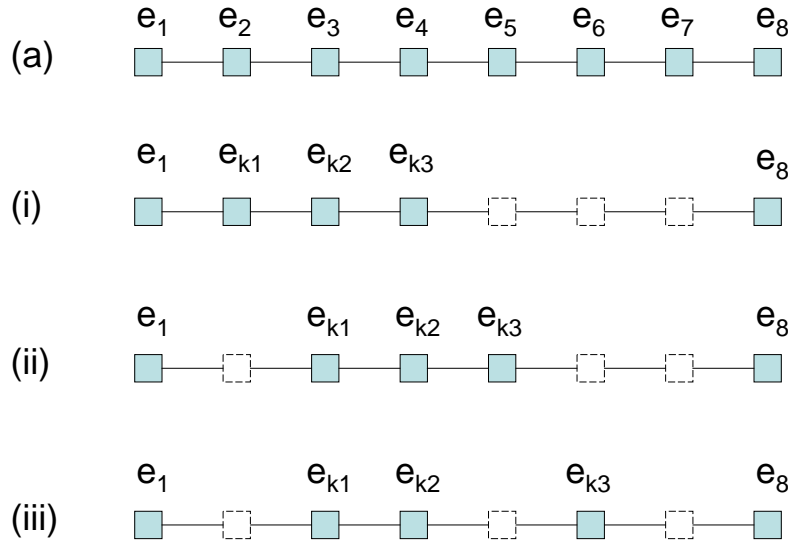 (a) e1 e2 e3 e4 e5 e6 e7 e8
(i) e1 ek1 ek2 ek3 e8
(ii) e1 ek1 ek2 ek3 e8
(iii) e1 ek1 ek2 ek3 e8